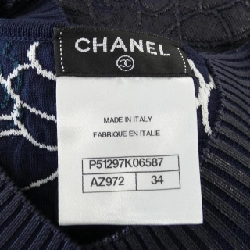 CHANEL
MADE IN ITALY
FABRIQUE EN ITALIE
P51297K06587
AZ972 34